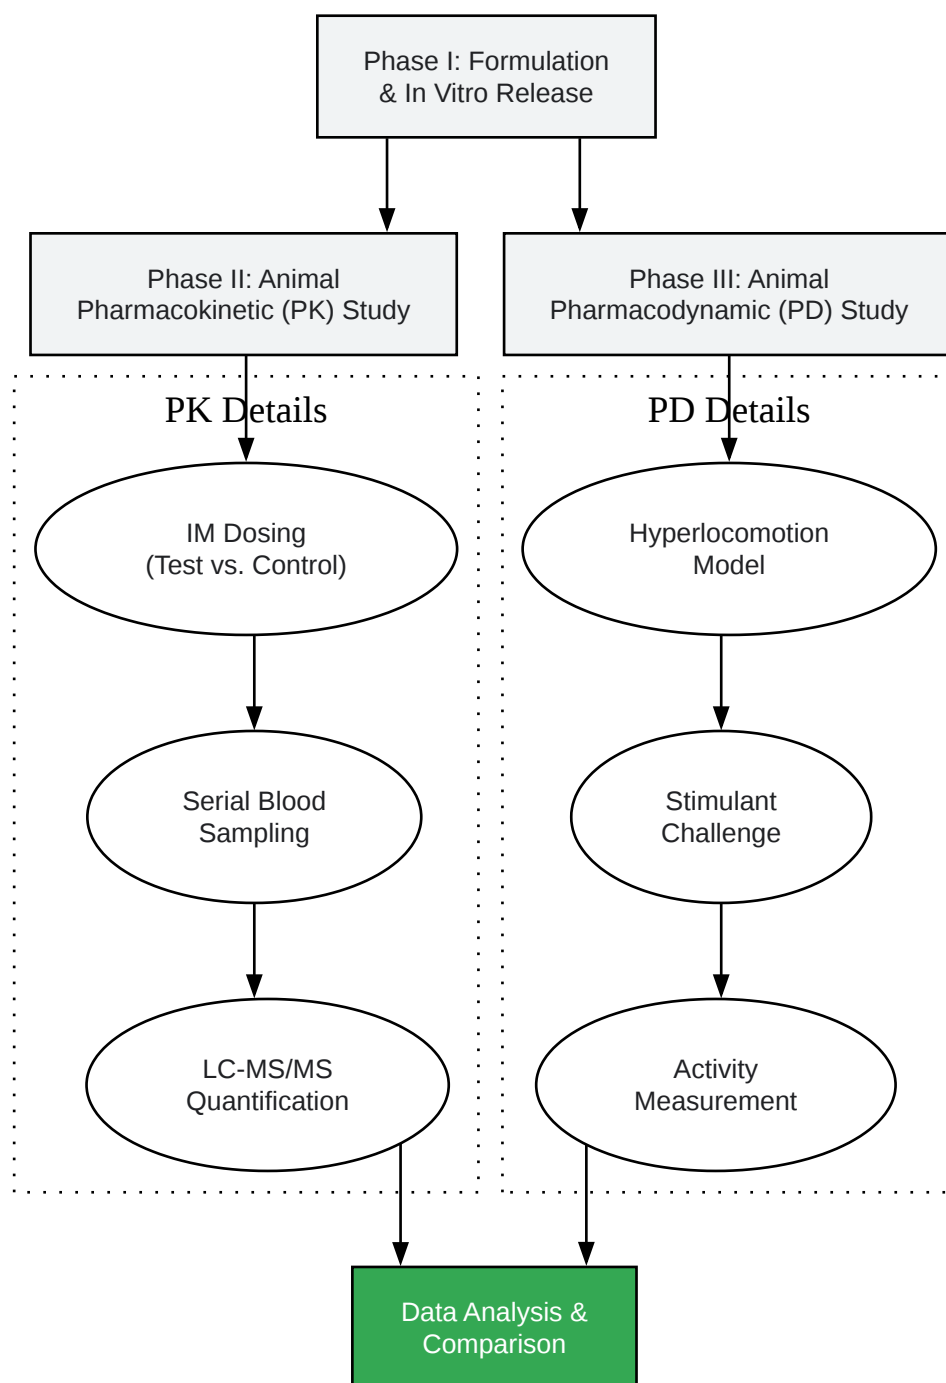 Phase I: Formulation
& In Vitro Release
Phase II: Animal
Pharmacokinetic (PK) Study
Phase III: Animal
Pharmacodynamic (PD) Study
PK Details
IM Dosing
(Test vs. Control)
Serial Blood
Sampling
LC-MS/MS
Quantification
PD Details
Hyperlocomotion
Model
Stimulant
Challenge
Activity
Measurement
Data Analysis &
Comparison